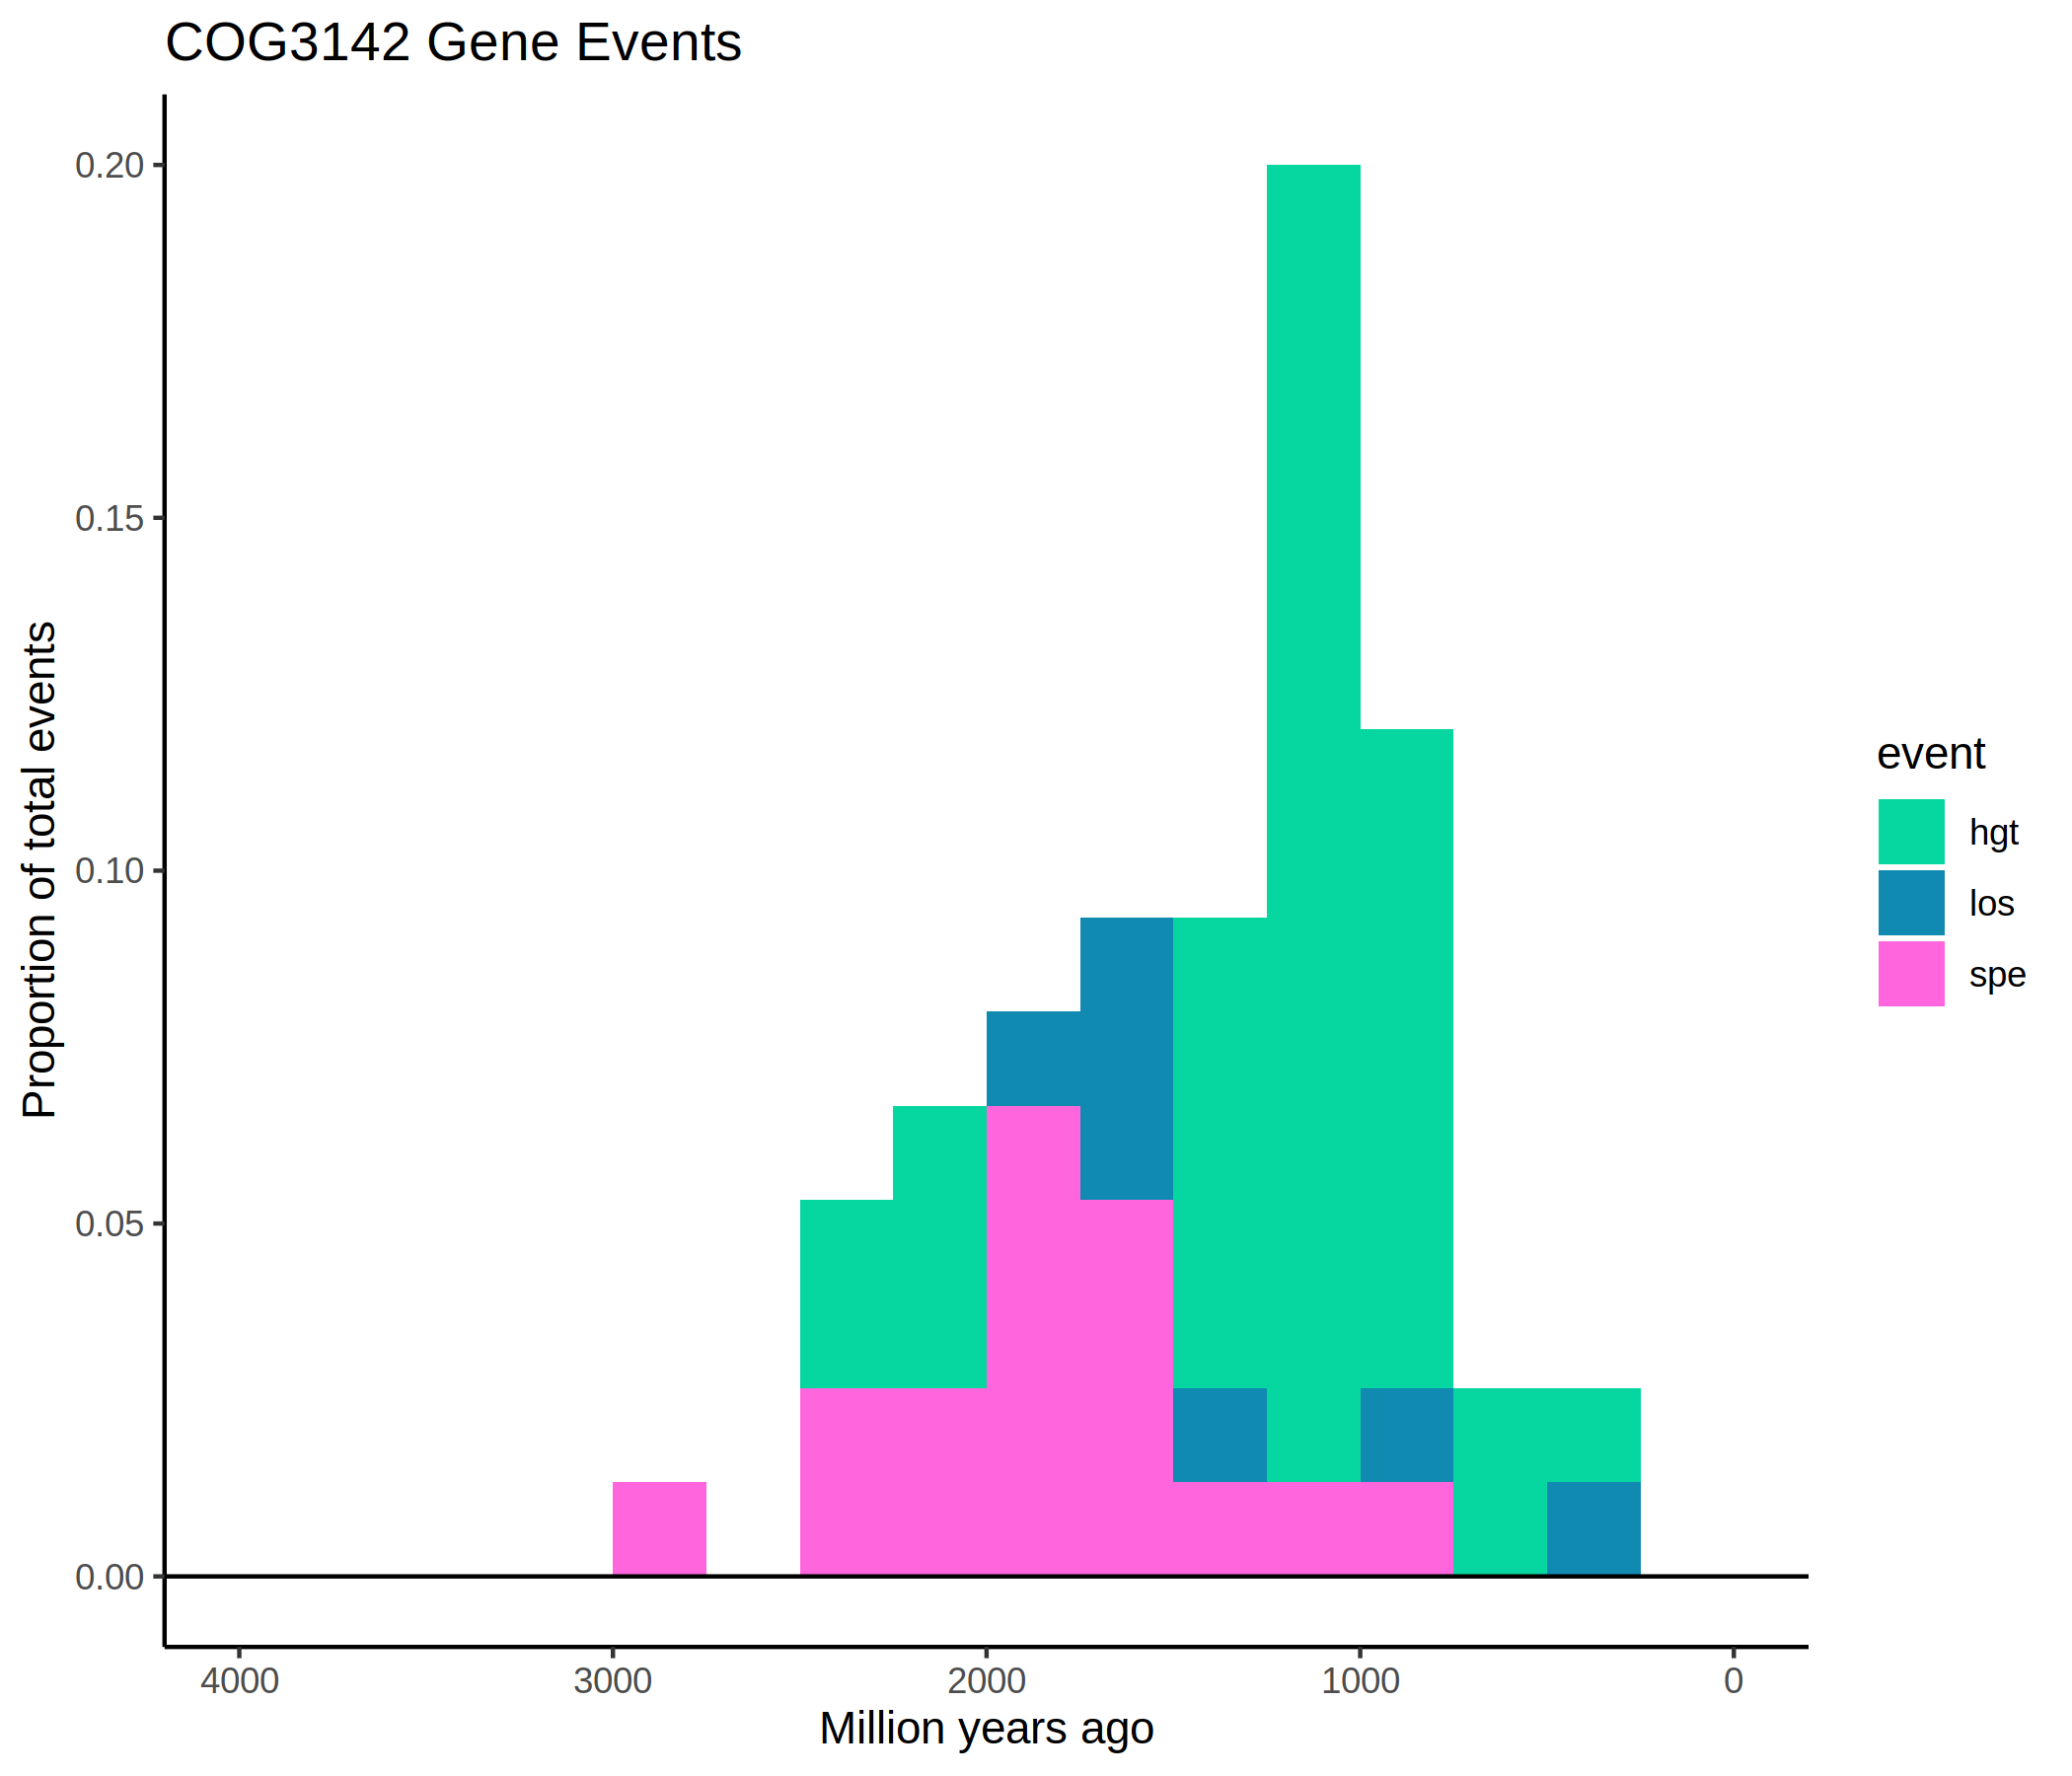 COG3142 Gene Events
0.20
0.15
0.10
0.05
0.00
Proportion of total events
4000 3000 2000 1000 0
Million years ago
event
hgt
los
spe